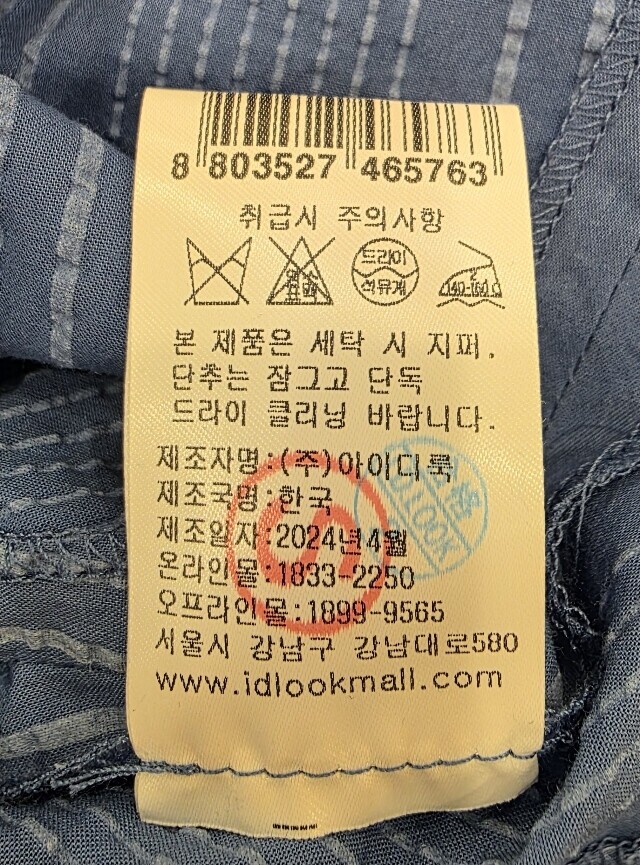 8 803527 465763
취급시 주의사항
염소 표백
드라이
석유계
140-160℃
본 제품은 세탁 시 지퍼.
단추는 잠그고 단독
드라이 클리닝 바랍니다.
제조자명:(주)아이디룩
제조국명:한국
제조일자:2024년4월
온라인몰:1833-2250
오프라인몰:1899-9565
서울시 강남구 강남대로580
www.idlookmall.com
S
IDLOOK